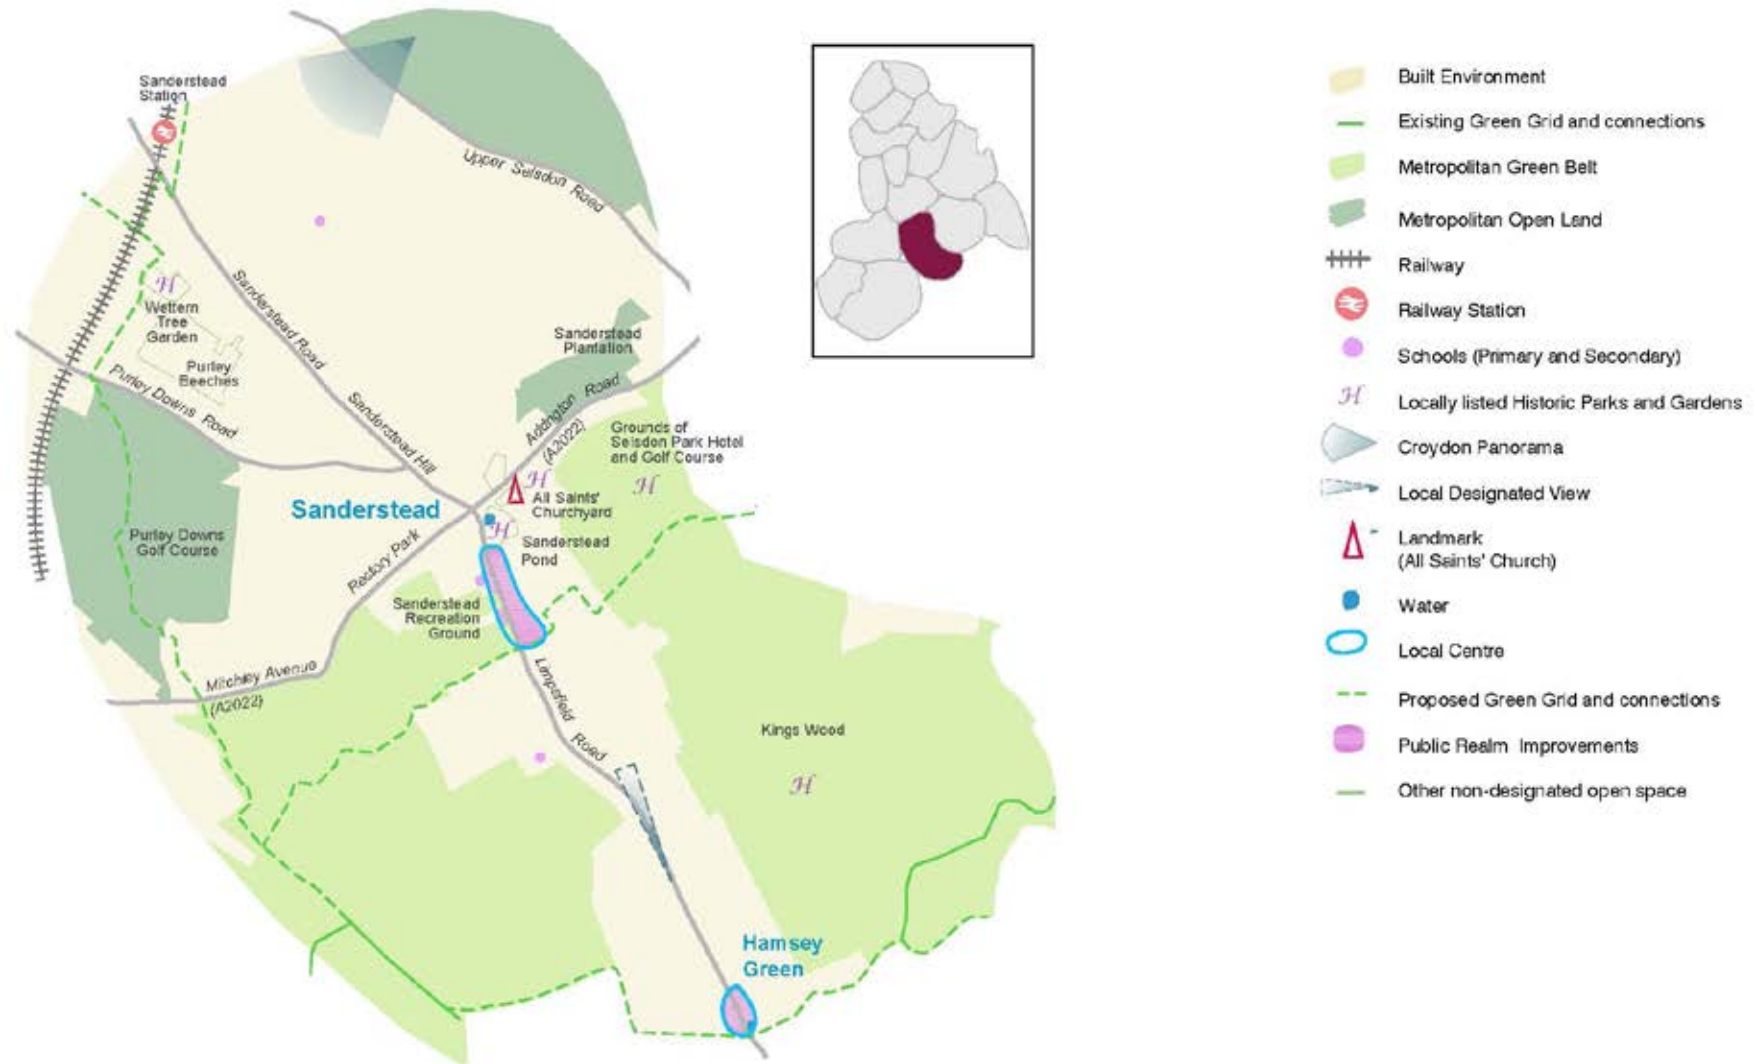 Sanderstead
Station
Upper Selsdon Road
Sanderstead Road
Wettern
Tree
Garden
Purley
Beeches
Purley Downs Road
Sanderstead Hill
Sanderstead
Plantation
Addington Road
(A2022)
Grounds of
Selsdon Park Hotel
and Golf Course
All Saints'
Churchyard
Sanderstead
Sanderstead
Pond
Purley Downs
Golf Course
Rectory Park
Sanderstead
Recreation
Ground
Mitchley Avenue
(A2022)
Limpsfield Road
Kings Wood
Hamsey
Green
H
H
H
H
H
Built Environment
Existing Green Grid and connections
Metropolitan Green Belt
Metropolitan Open Land
Railway
Railway Station
Schools (Primary and Secondary)
H
Locally listed Historic Parks and Gardens
Croydon Panorama
Local Designated View
Landmark
(All Saints' Church)
Water
Local Centre
Proposed Green Grid and connections
Public Realm Improvements
Other non-designated open space